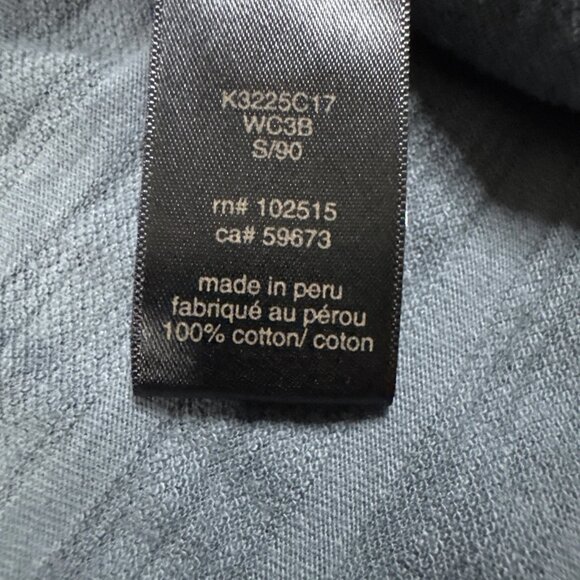 K3225C17
WC3B
S/90
rn# 102515
ca# 59673
made in peru
fabriqué au pérou
100% cotton/ coton